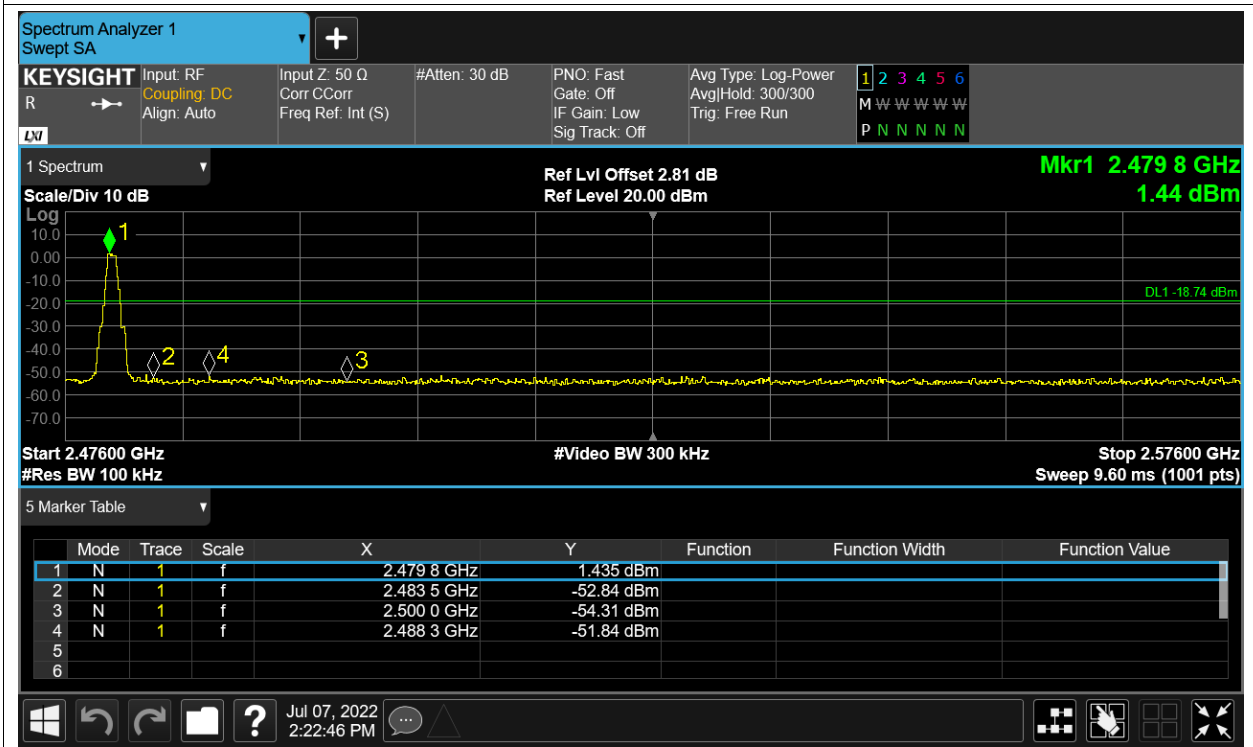 Spectrum Analyzer 1
Swept SA
KEYSIGHT Input: RF Input Z: 50 Ω #Atten: 30 dB PNO: Fast Avg Type: Log-Power 1 2 3 4 5 6
R Coupling: DC Corr CCorr Gate: Off Avg|Hold: 300/300 M W W W W W
Align: Auto Freq Ref: Int (S) IF Gain: Low Trig: Free Run
LXI Sig Track: Off P N N N N N
1 Spectrum Ref Lvl Offset 2.81 dB Mkr1 2.479 8 GHz
Scale/Div 10 dB Ref Level 20.00 dBm 1.44 dBm
Log
10.0 1
0.00
-10.0
-20.0 DL1 -18.74 dBm
-30.0
-40.0 2 4 3
-50.0
-60.0
-70.0
Start 2.47600 GHz #Video BW 300 kHz Stop 2.57600 GHz
#Res BW 100 kHz Sweep 9.60 ms (1001 pts)
5 Marker Table
Mode Trace Scale X Y Function Function Width Function Value
1 N 1 f 2.479 8 GHz 1.435 dBm
2 N 1 f 2.483 5 GHz -52.84 dBm
3 N 1 f 2.500 0 GHz -54.31 dBm
4 N 1 f 2.488 3 GHz -51.84 dBm
5
6
? Jul 07, 2022
2:22:46 PM